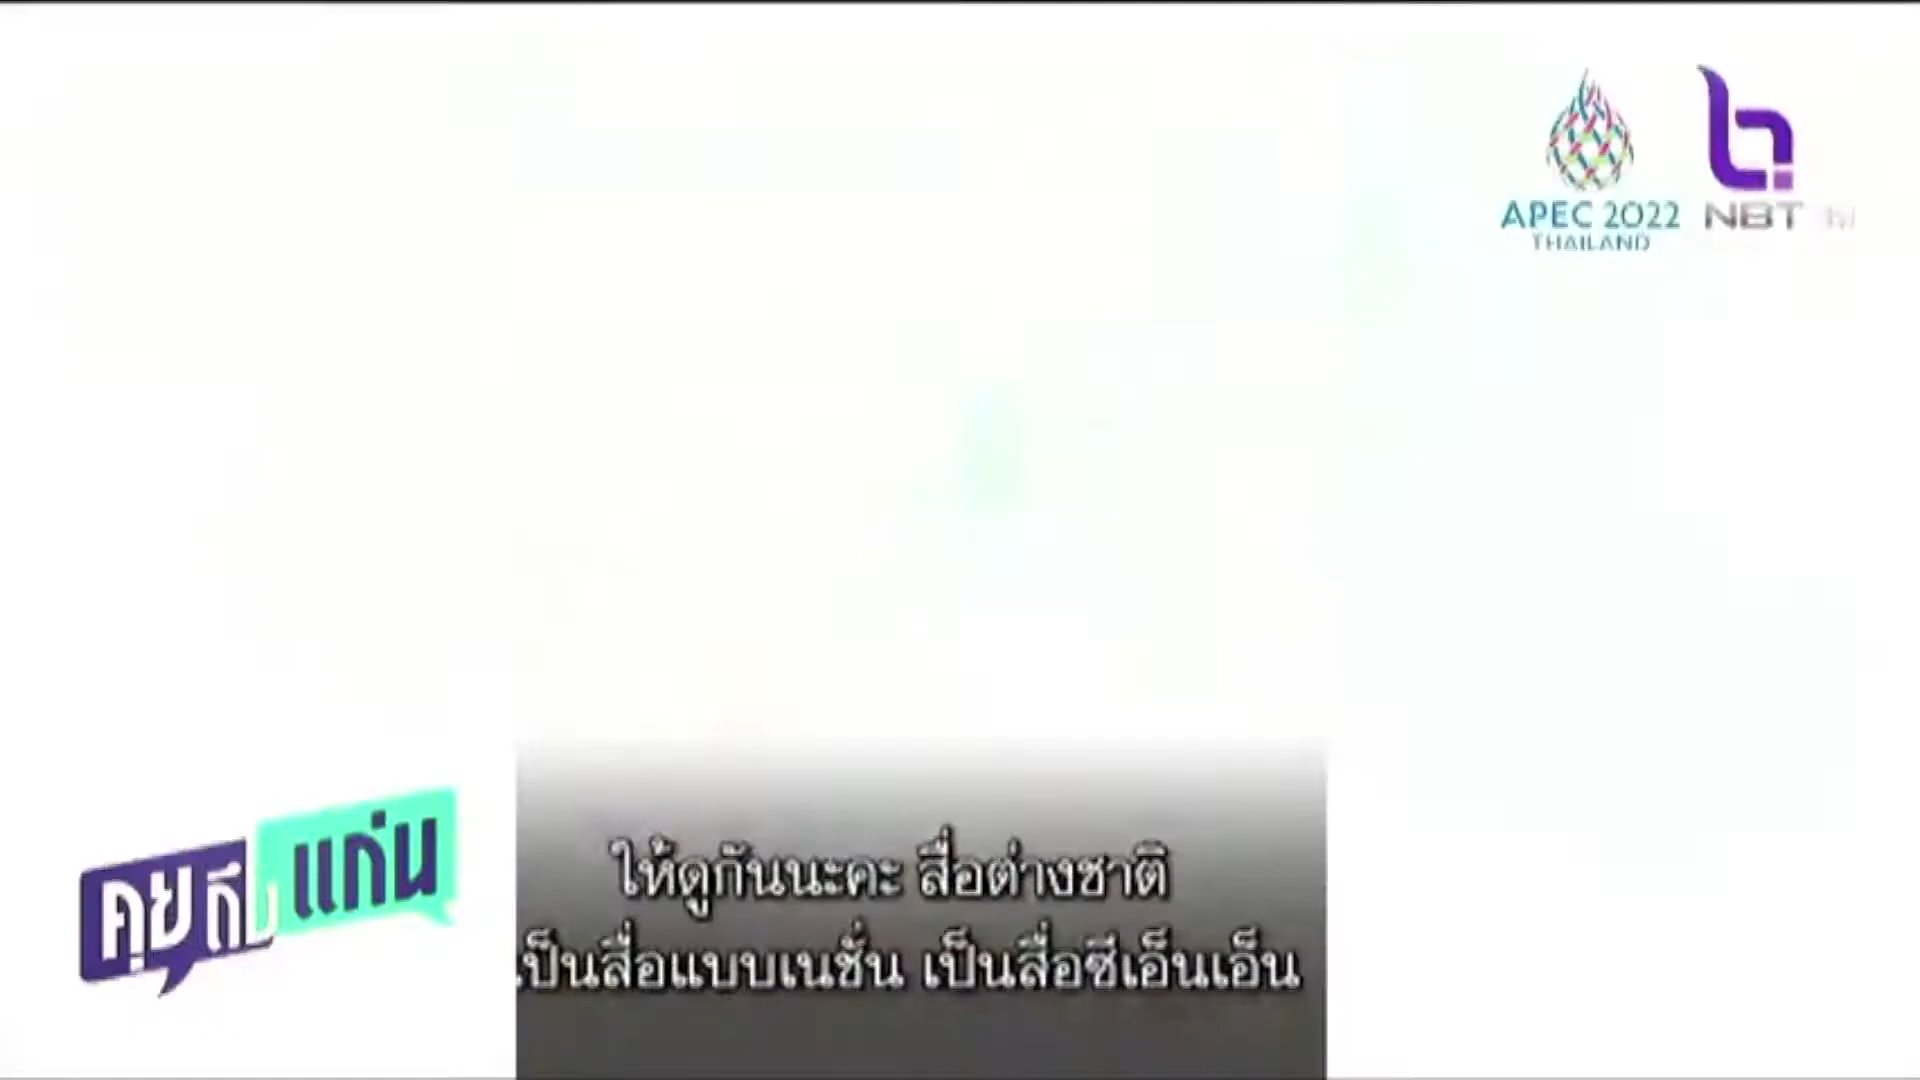 APEC 2022
THAILAND
NBT
คุยถึงแก่น
ให้ดูกันนะคะ สื่อต่างชาติ
เป็นสื่อแบบเนชั่น เป็นสื่อซีเอ็นเอ็น